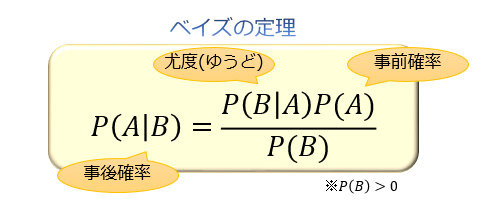 ベイズの定理
尤度(ゆうど)
事前確率
P(A|B) = P(B|A)P(A) / P(B)
事後確率
※P(B) > 0